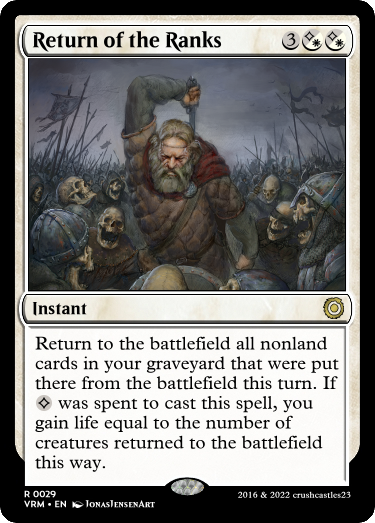 Return of the Ranks 3
Instant
Return to the battlefield all nonland
cards in your graveyard that were put
there from the battlefield this turn. If
was spent to cast this spell, you
gain life equal to the number of
creatures returned to the battlefield
this way.
R 0029
VRM • EN JonasJensenArt
2016 & 2022 crushcastles23